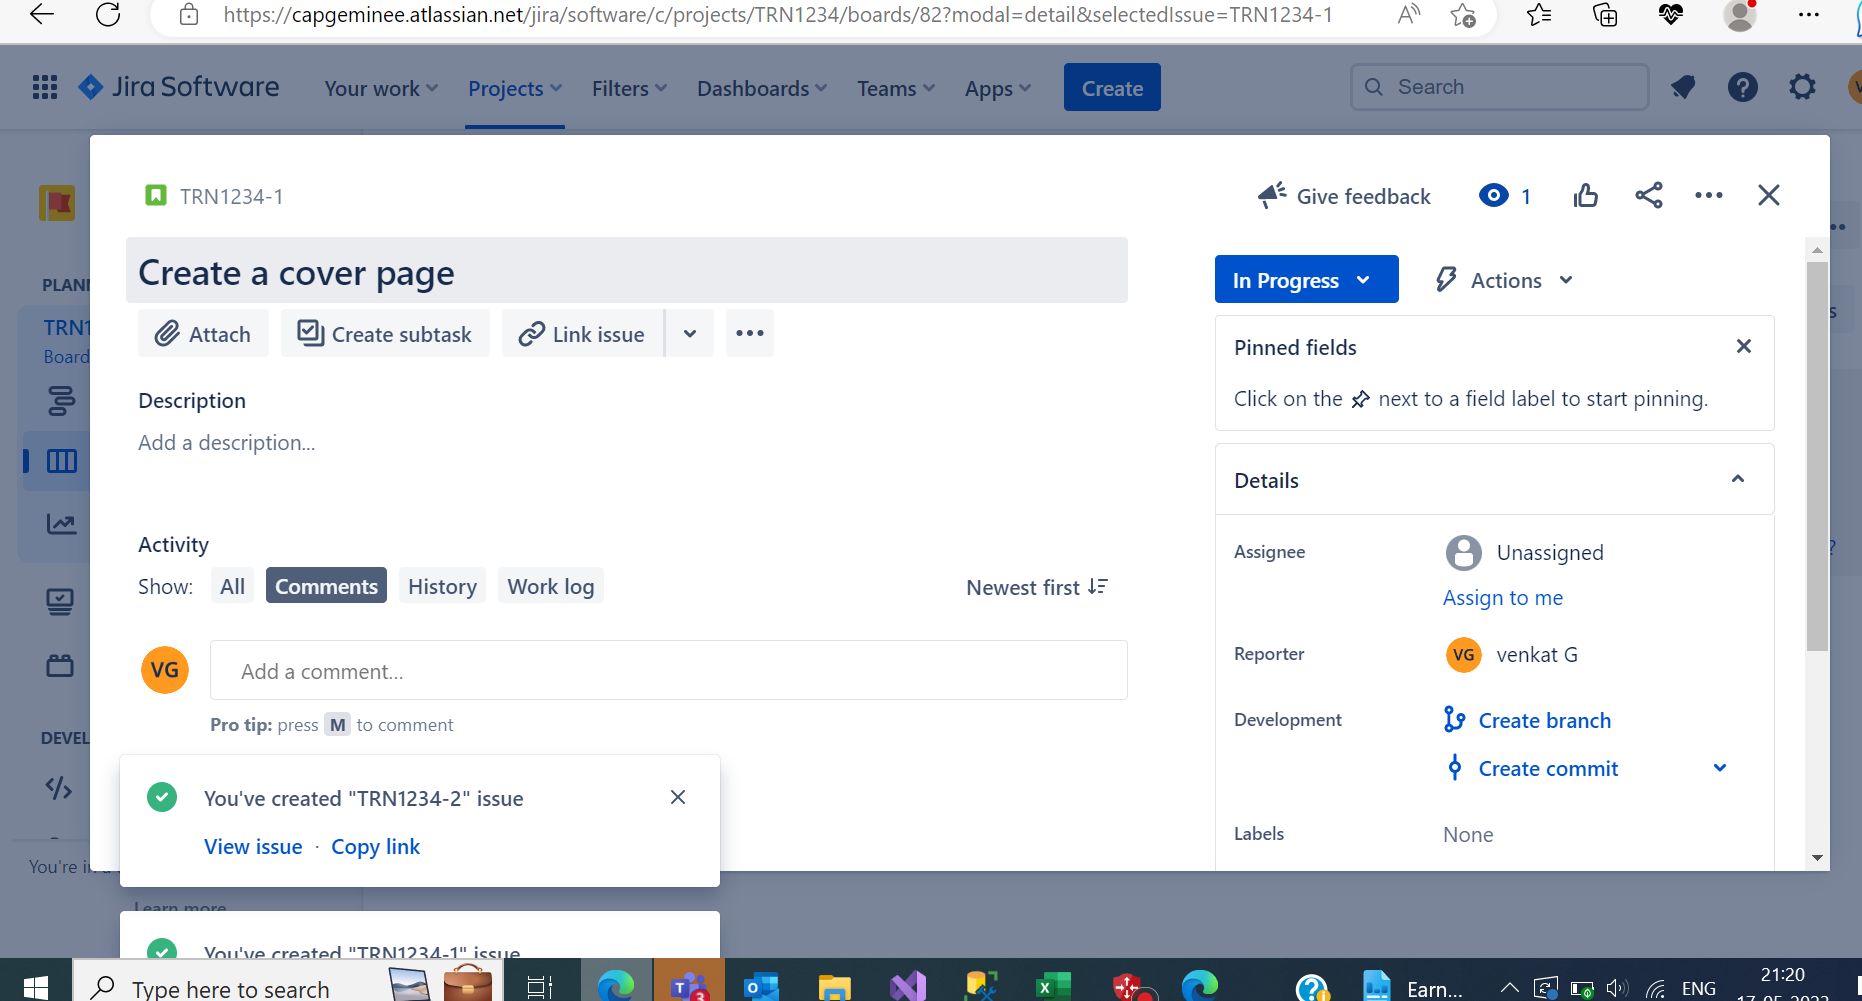 https://capgeminee.atlassian.net/jira/software/c/projects/TRN1234/boards/82?modal=detail&selectedIssue=TRN1234-1
Jira Software
Your work
Projects
Filters
Dashboards
Teams
Apps
Create
Search
TRN1234-1
Give feedback
1
Create a cover page
In Progress
Actions
Attach
Create subtask
Link issue
Pinned fields
Click on the next to a field label to start pinning.
Description
Add a description...
Details
Activity
Show:
All
Comments
History
Work log
Newest first
Assignee
Unassigned
Assign to me
Reporter
VG
venkat G
VG
Add a comment...
Pro tip: press M to comment
Development
Create branch
Create commit
Labels
None
PLANN
TRN1
Board
DEVEL
You're in a
Learn more
You've created "TRN1234-2" issue
View issue · Copy link
You've created "TRN1234-1" issue
Type here to search
3
Earn...
ENG
21:20